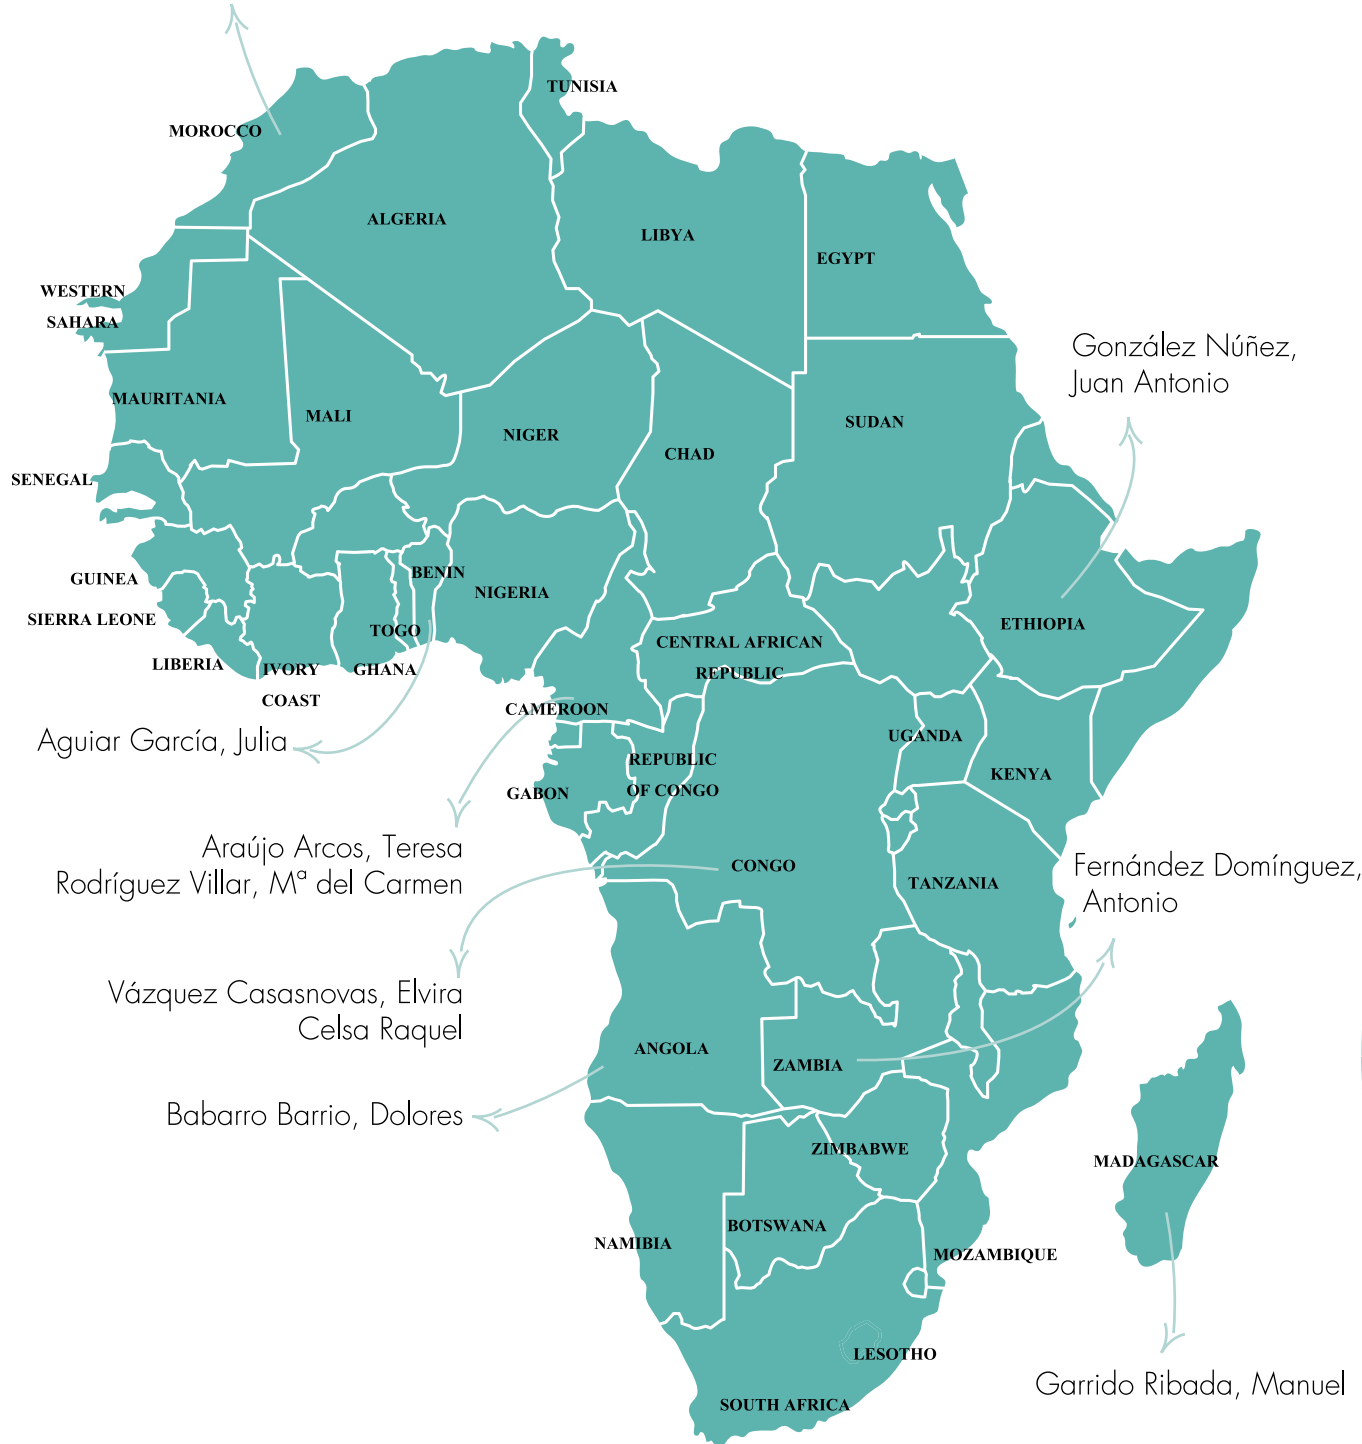 TUNISIA
MOROCCO
ALGERIA
LIBYA
EGYPT
WESTERN
SAHARA
González Núñez,
Juan Antonio
MAURITANIA
MALI
NIGER
CHAD
SUDAN
SENEGAL
GUINEA
BENIN
NIGERIA
SIERRA LEONE
TOGO
ETHIOPIA
LIBERIA
IVORY
COAST
GHANA
CENTRAL AFRICAN
REPUBLIC
CAMEROON
Aguiar García, Julia
UGANDA
REPUBLIC
OF CONGO
KENYA
GABON
Araújo Arcos, Teresa
Rodríguez Villar, Mª del Carmen
CONGO
TANZANIA
Fernández Domínguez,
Antonio
Vázquez Casasnovas, Elvira
Celsa Raquel
ANGOLA
ZAMBIA
Babarro Barrio, Dolores
ZIMBABWE
MADAGASCAR
BOTSWANA
NAMIBIA
MOZAMBIQUE
LESOTHO
Garrido Ribada, Manuel
SOUTH AFRICA